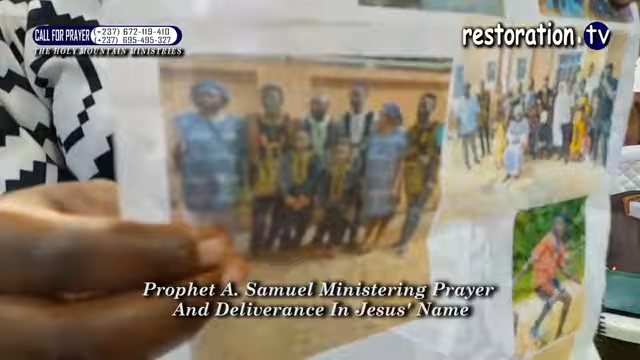 CALL FOR PRAYER
(+237) 672-119-410
(+237) 695-495-327
THE HOLY MOUNTAIN MINISTRIES
restoration.tv
Prophet A. Samuel Ministering Prayer
And Deliverance In Jesus' Name